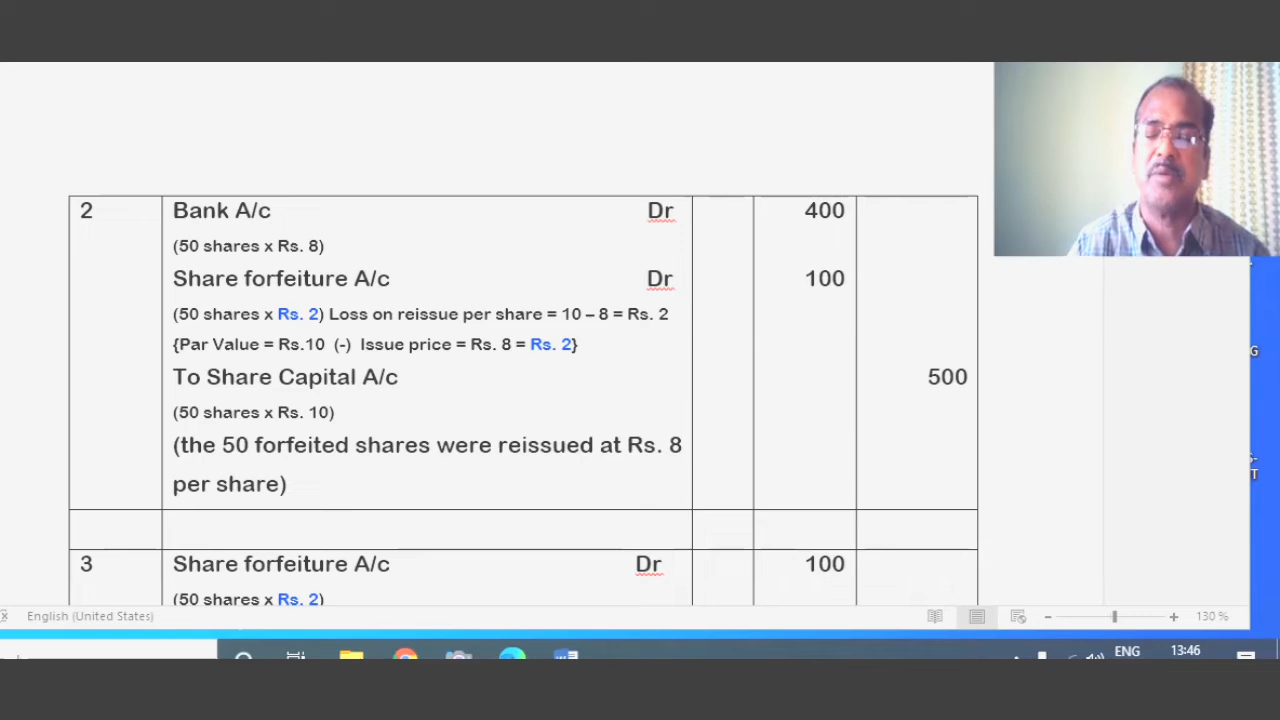 2 Bank A/c Dr 400
(50 shares x Rs. 8)
Share forfeiture A/c Dr 100
(50 shares x Rs. 2) Loss on reissue per share = 10 – 8 = Rs. 2
{Par Value = Rs.10 (-) Issue price = Rs. 8 = Rs. 2}
To Share Capital A/c 500
(50 shares x Rs. 10)
(the 50 forfeited shares were reissued at Rs. 8
per share)
3 Share forfeiture A/c Dr 100
(50 shares x Rs. 2)
English (United States) 130 %
ENG 13:46